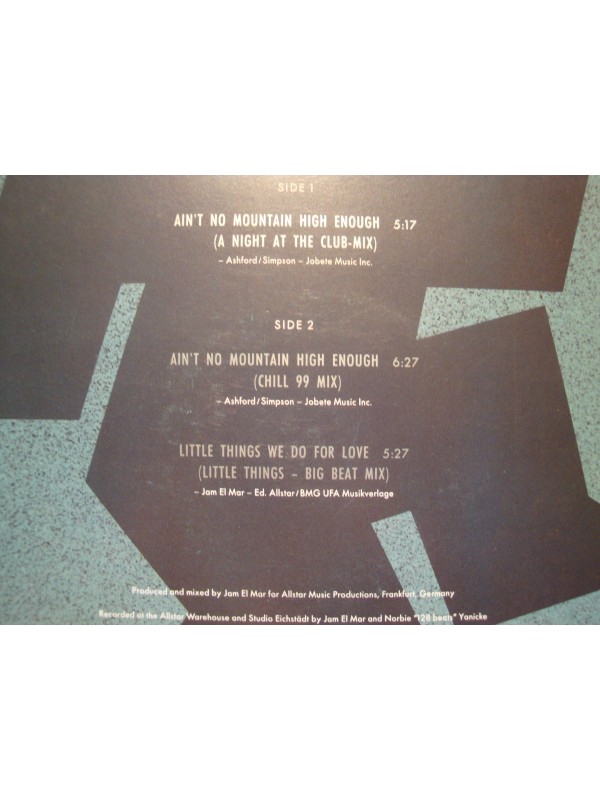 SIDE 1
AIN'T NO MOUNTAIN HIGH ENOUGH 5:17
(A NIGHT AT THE CLUB-MIX)
– Ashford/Simpson – Jobete Music Inc.
SIDE 2
AIN'T NO MOUNTAIN HIGH ENOUGH 6:27
(CHILL 99 MIX)
– Ashford/Simpson – Jobete Music Inc.
LITTLE THINGS WE DO FOR LOVE 5:27
(LITTLE THINGS – BIG BEAT MIX)
– Jam El Mar – Ed. Allstar/BMG UFA Musikverlage
Produced and mixed by Jam El Mar for Allstar Music Productions, Frankfurt, Germany
Recorded at the Allstar Warehouse and Studio Eichstädt by Jam El Mar and Norbie "128 beats" Yanicke